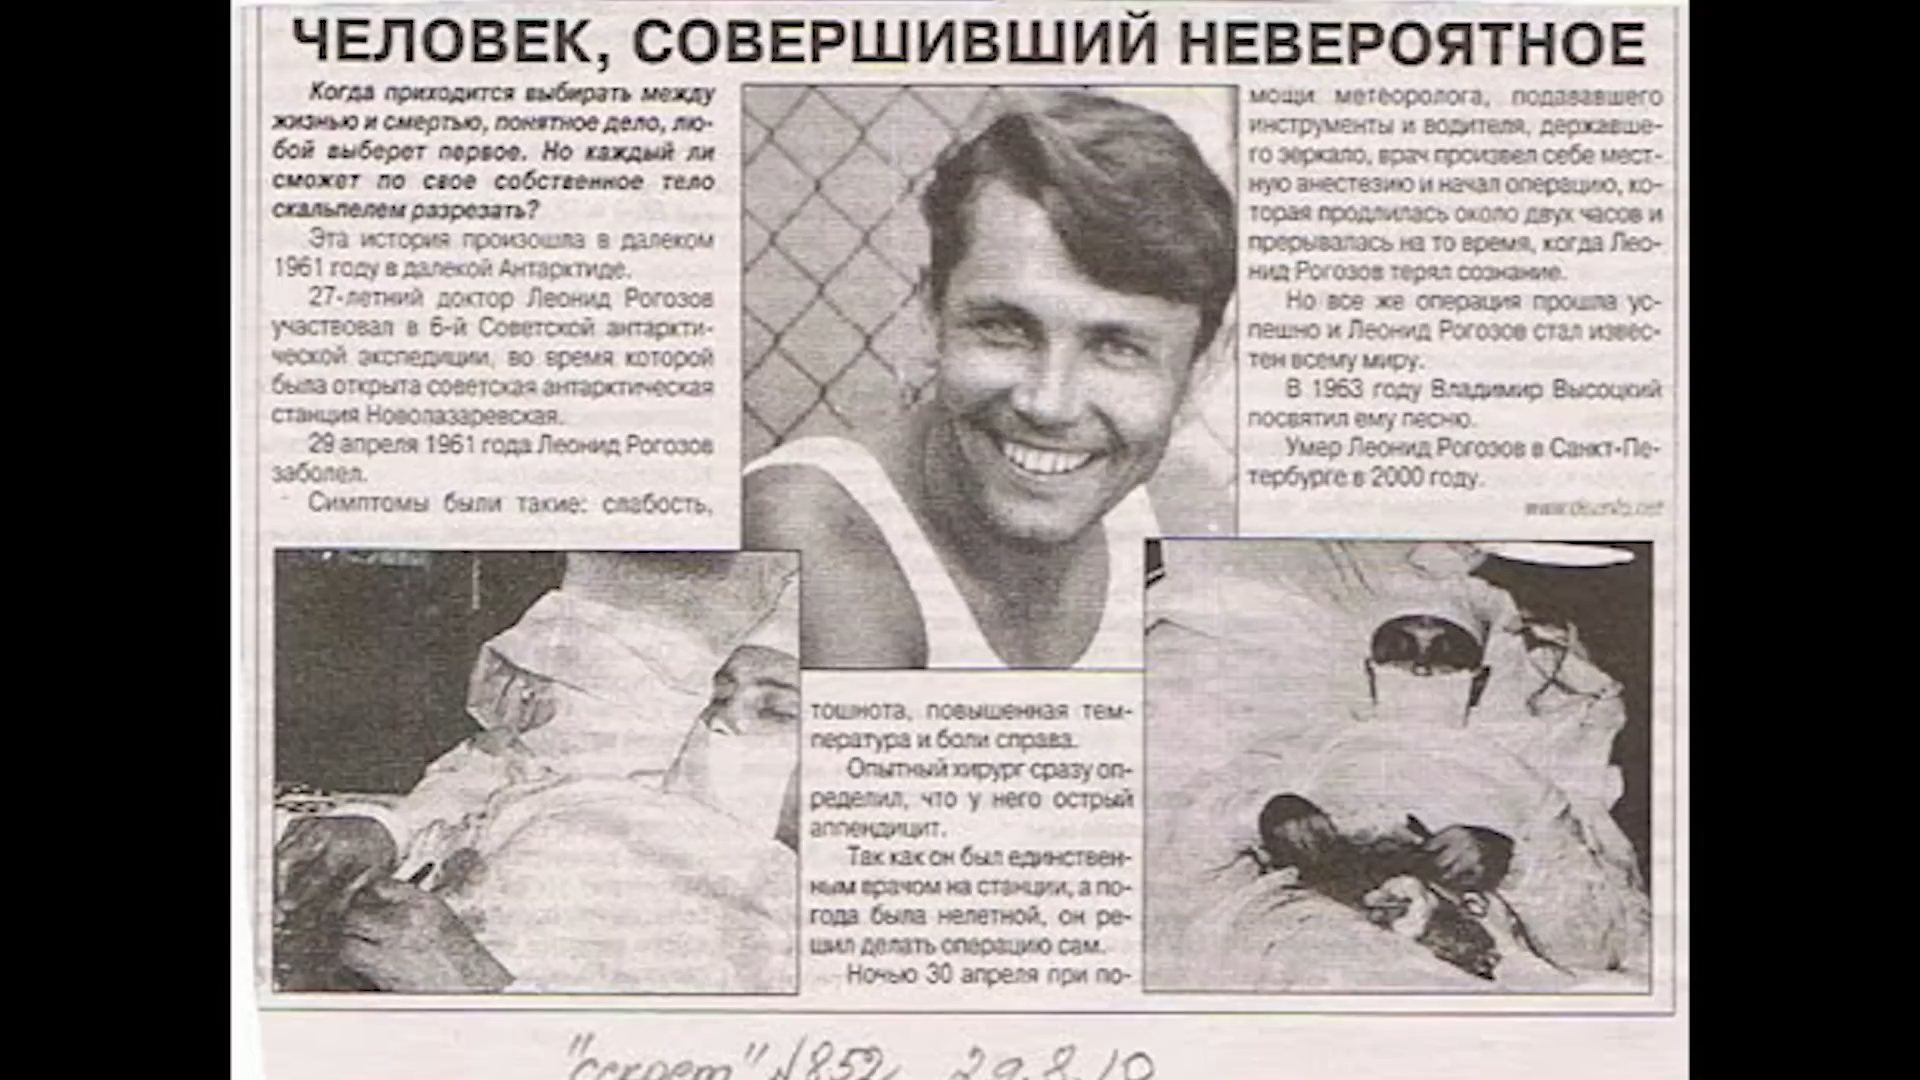 ЧЕЛОВЕК, СОВЕРШИВШИЙ НЕВЕРОЯТНОЕ
Когда приходится выбирать между
жизнью и смертью, понятное дело, лю-
бой выберет первое. Но каждый ли
сможет по свое собственное тело
скальпелем разрезать?
Эта история произошла в далеком
1961 году в далекой Антарктиде.
27-летний доктор Леонид Рогозов
участвовал в 6-й Советской антаркти-
ческой экспедиции, во время которой
была открыта советская антарктическая
станция Новолазаревская.
29 апреля 1961 года Леонид Рогозов
заболел.
Симптомы были такие: слабость,
тошнота, повышенная тем-
пература и боли справа.
Опытный хирург сразу оп-
ределил, что у него острый
аппендицит.
Так как он был единствен-
ным врачом на станции, а по-
года была нелетной, он ре-
шил делать операцию сам.
Ночью 30 апреля при по-
мощи метеоролога, подававшего
инструменты и водителя, державше-
го зеркало, врач произвел себе мест-
ную анестезию и начал операцию, ко-
торая продлилась около двух часов и
прерывалась на то время, когда Лео-
нид Рогозов терял сознание.
Но все же операция прошла ус-
пешно и Леонид Рогозов стал извес-
тен всему миру.
В 1963 году Владимир Высоцкий
посвятил ему песню.
Умер Леонид Рогозов в Санкт-Пе-
тербурге в 2000 году.
"секрет" №852 29.8.10